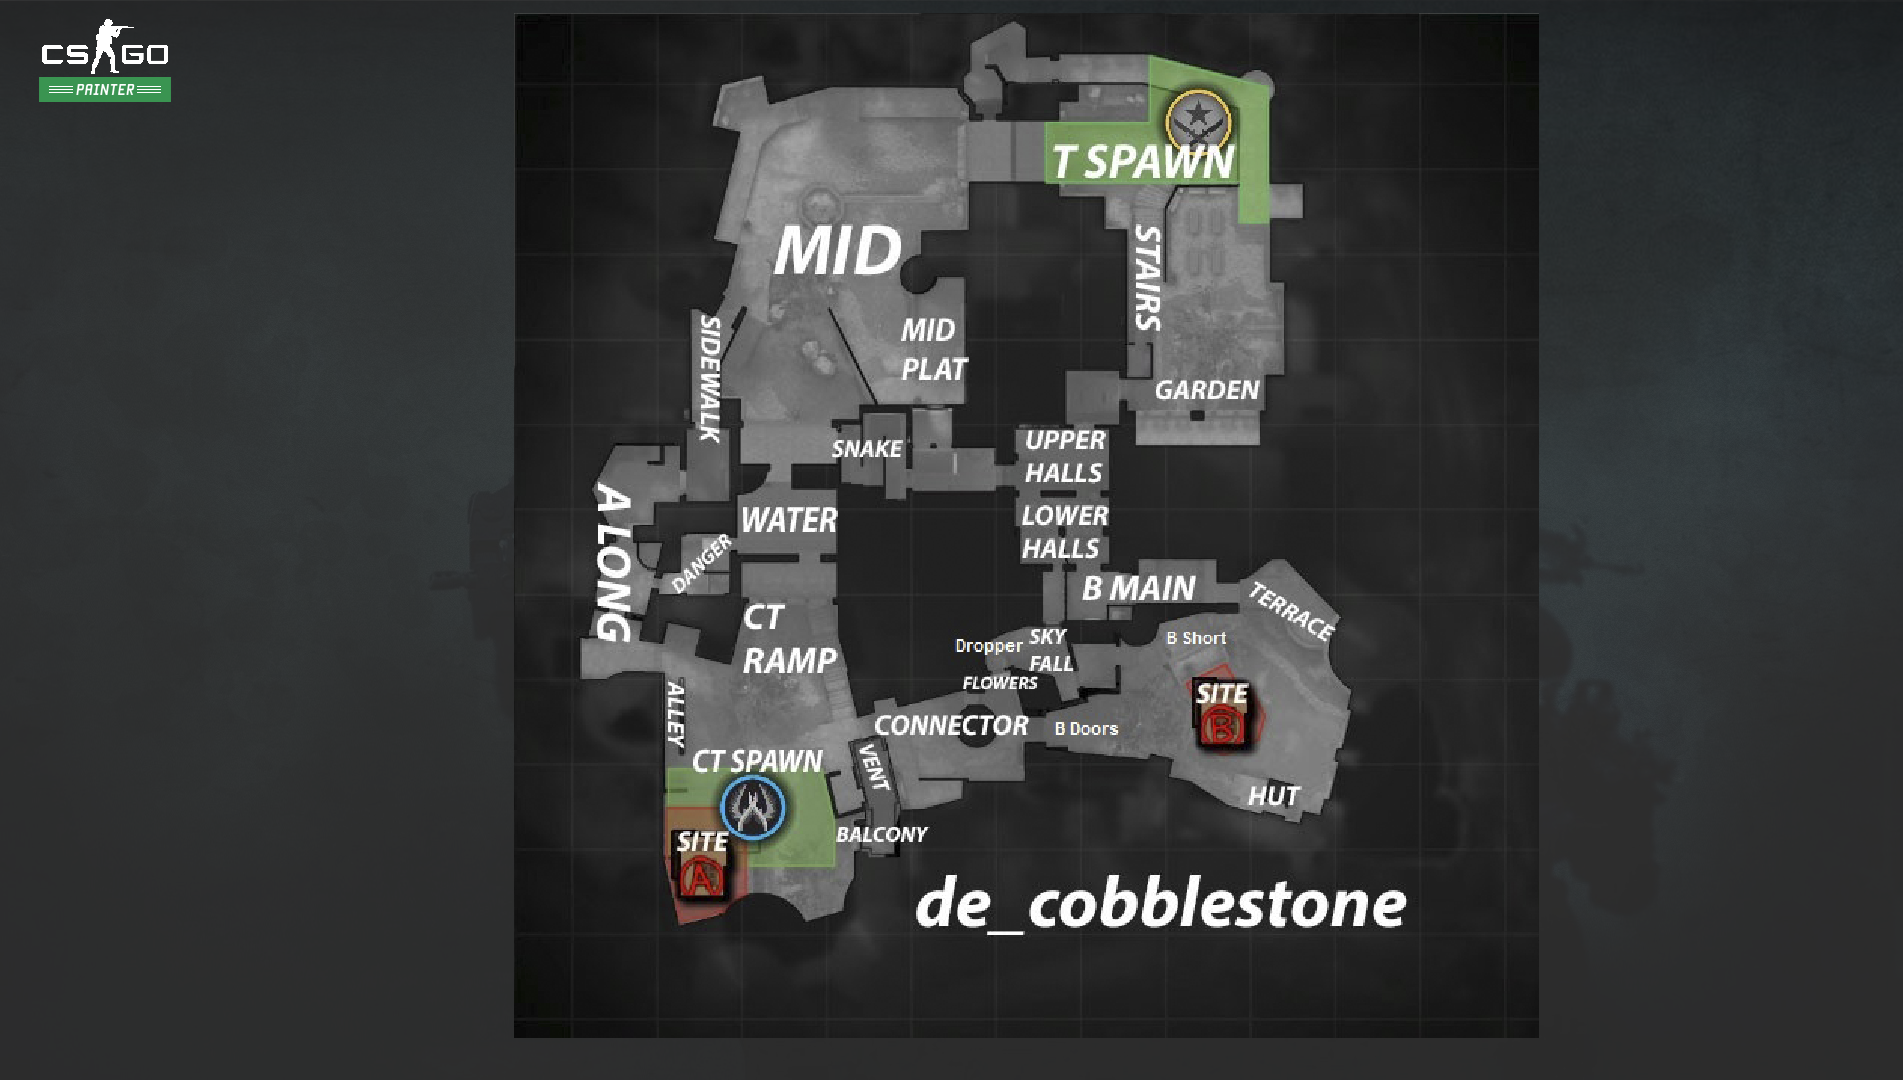 CS GO
PRINTER
T SPAWN
MID
STAIRS
SIDEWALK
MID
PLAT
GARDEN
SNAKE
UPPER
HALLS
A LONG
WATER
LOWER
HALLS
DANGER
B MAIN
TERRACE
CT
RAMP
Dropper
SKY
FALL
B Short
FLOWERS
ALLEY
SITE
B
CONNECTOR
B Doors
VENT
CT SPAWN
HUT
BALCONY
SITE
A
de_cobblestone